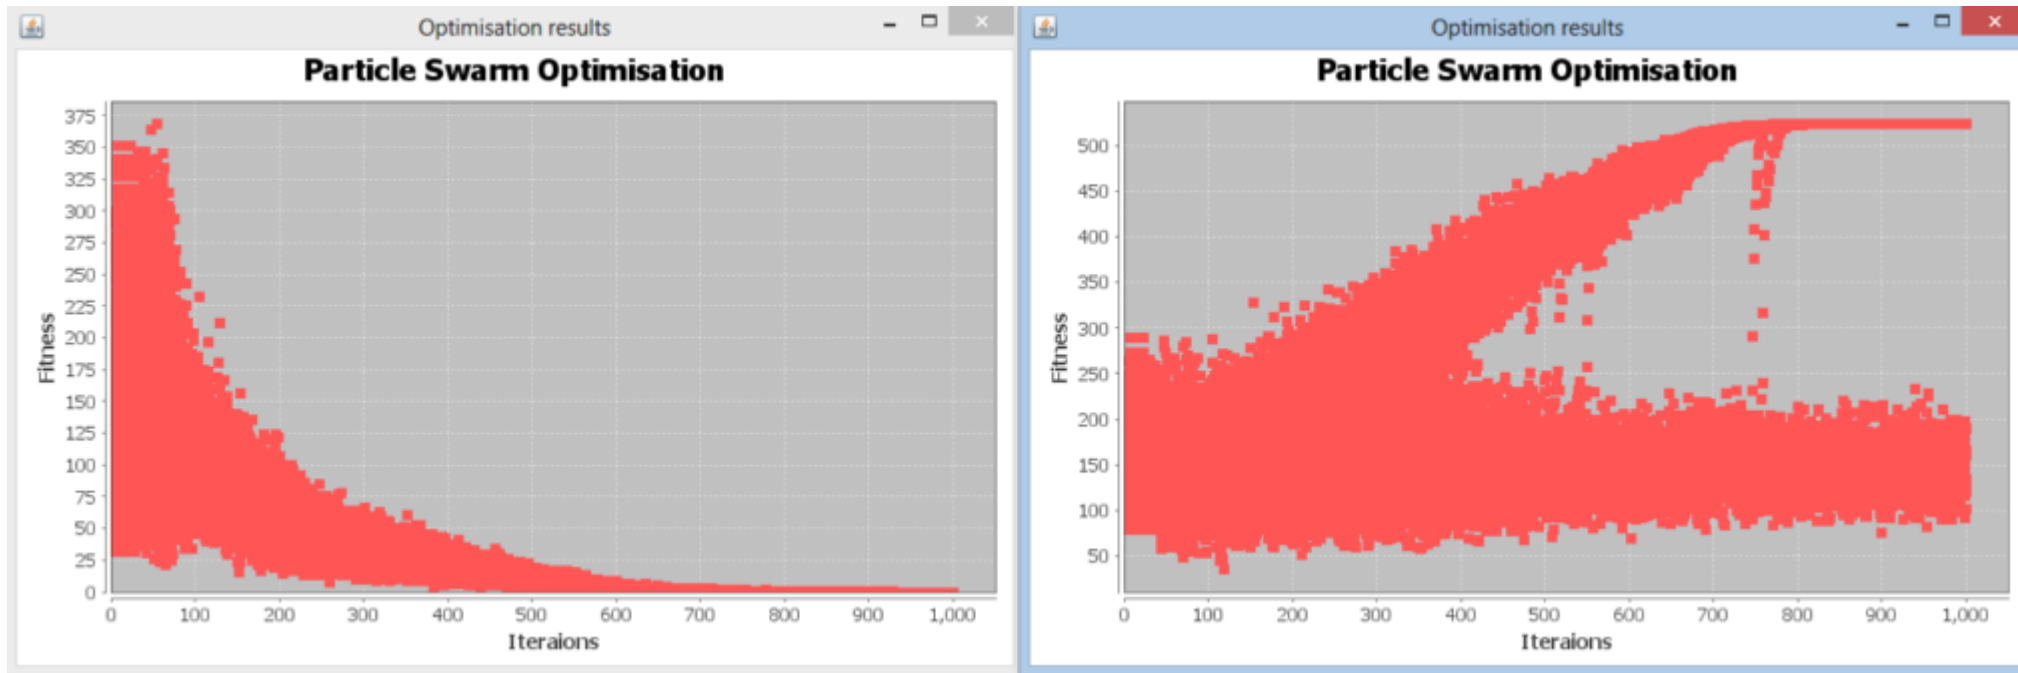 Optimisation results
Particle Swarm Optimisation
375
350
325
300
275
250
225
200
175
150
125
100
75
50
25
0
Fitness
0 100 200 300 400 500 600 700 800 900 1,000
Iteraions
Optimisation results
Particle Swarm Optimisation
500
450
400
350
300
250
200
150
100
50
Fitness
0 100 200 300 400 500 600 700 800 900 1,000
Iteraions